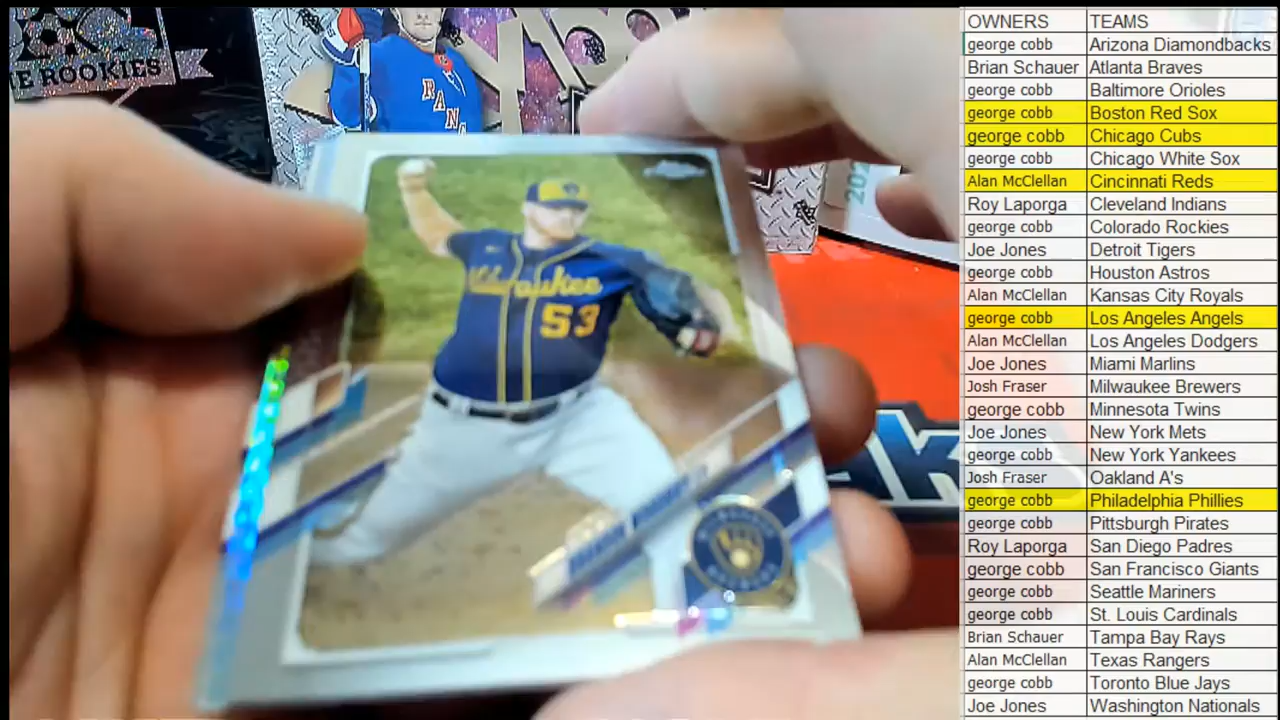 E ROOKIES
RAN
Milwaukee
53
OWNERS TEAMS
george cobb Arizona Diamondbacks
Brian Schauer Atlanta Braves
george cobb Baltimore Orioles
george cobb Boston Red Sox
george cobb Chicago Cubs
george cobb Chicago White Sox
Alan McClellan Cincinnati Reds
Roy Laporga Cleveland Indians
george cobb Colorado Rockies
Joe Jones Detroit Tigers
george cobb Houston Astros
Alan McClellan Kansas City Royals
george cobb Los Angeles Angels
Alan McClellan Los Angeles Dodgers
Joe Jones Miami Marlins
Josh Fraser Milwaukee Brewers
george cobb Minnesota Twins
Joe Jones New York Mets
george cobb New York Yankees
Josh Fraser Oakland A's
george cobb Philadelphia Phillies
george cobb Pittsburgh Pirates
Roy Laporga San Diego Padres
george cobb San Francisco Giants
george cobb Seattle Mariners
george cobb St. Louis Cardinals
Brian Schauer Tampa Bay Rays
Alan McClellan Texas Rangers
george cobb Toronto Blue Jays
Joe Jones Washington Nationals